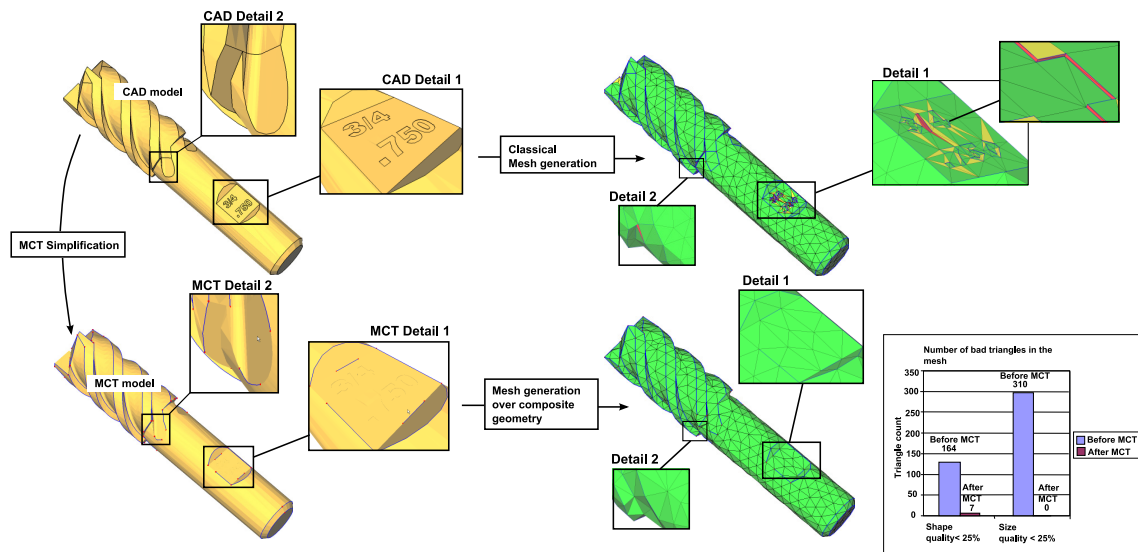 CAD Detail 2
CAD model
CAD Detail 1
3/4
.750
3/4
.750
Classical
Mesh generation
Detail 1
Detail 2
MCT Simplification
MCT Detail 2
MCT model
MCT Detail 1
Mesh generation
over composite
geometry
Detail 1
Detail 2
Number of bad triangles in the
mesh
350
300
250
200
150
100
50
0
Triangle count
Before MCT
310
Before MCT
164
After
MCT
7
After
MCT
0
Shape
quality< 25%
Size
quality < 25%
Before MCT
After MCT